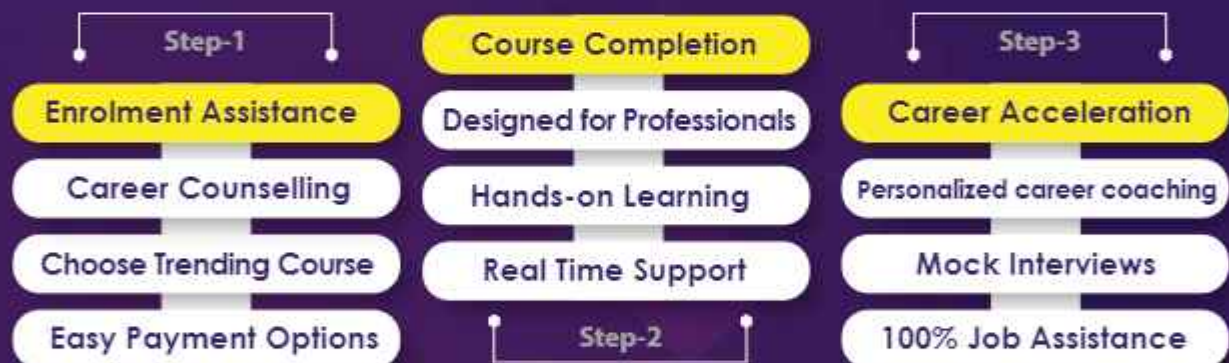 Step-1
Enrolment Assistance
Career Counselling
Choose Trending Course
Easy Payment Options
Course Completion
Designed for Professionals
Hands-on Learning
Real Time Support
Step-2
Step-3
Career Acceleration
Personalized career coaching
Mock Interviews
100% Job Assistance